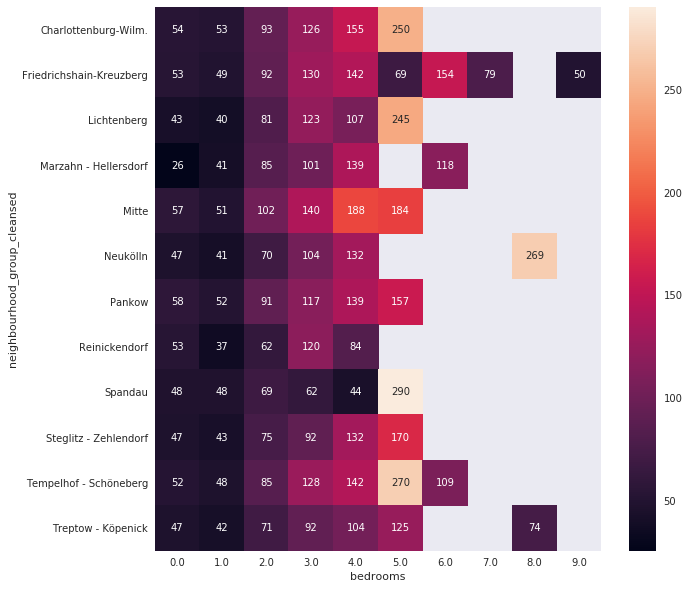 Charlottenburg-Wilm. 54 53 93 126 155 250
Friedrichshain-Kreuzberg 53 49 92 130 142 69 154 79 50
Lichtenberg 43 40 81 123 107 245
Marzahn - Hellersdorf 26 41 85 101 139 118
Mitte 57 51 102 140 188 184
Neukölln 47 41 70 104 132 269
Pankow 58 52 91 117 139 157
Reinickendorf 53 37 62 120 84
Spandau 48 48 69 62 44 290
Steglitz - Zehlendorf 47 43 75 92 132 170
Tempelhof - Schöneberg 52 48 85 128 142 270 109
Treptow - Köpenick 47 42 71 92 104 125 74
0.0 1.0 2.0 3.0 4.0 5.0 6.0 7.0 8.0 9.0
bedrooms
neighbourhood_group_cleansed
250
200
150
100
50